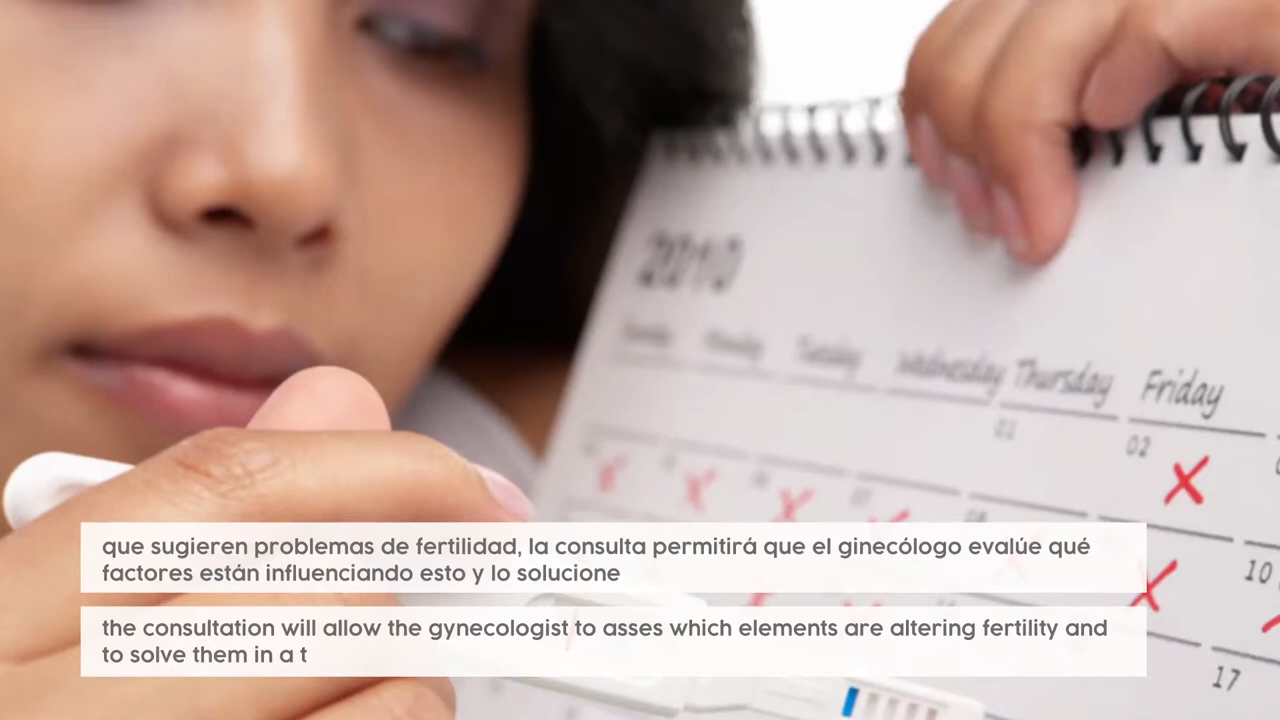 2010
Sunday Monday Tuesday Wednesday Thursday Friday
01 02
10
17
que sugieren problemas de fertilidad, la consulta permitirá que el ginecólogo evalúe qué
factores están influenciando esto y lo solucione
the consultation will allow the gynecologist to asses which elements are altering fertility and
to solve them in a t